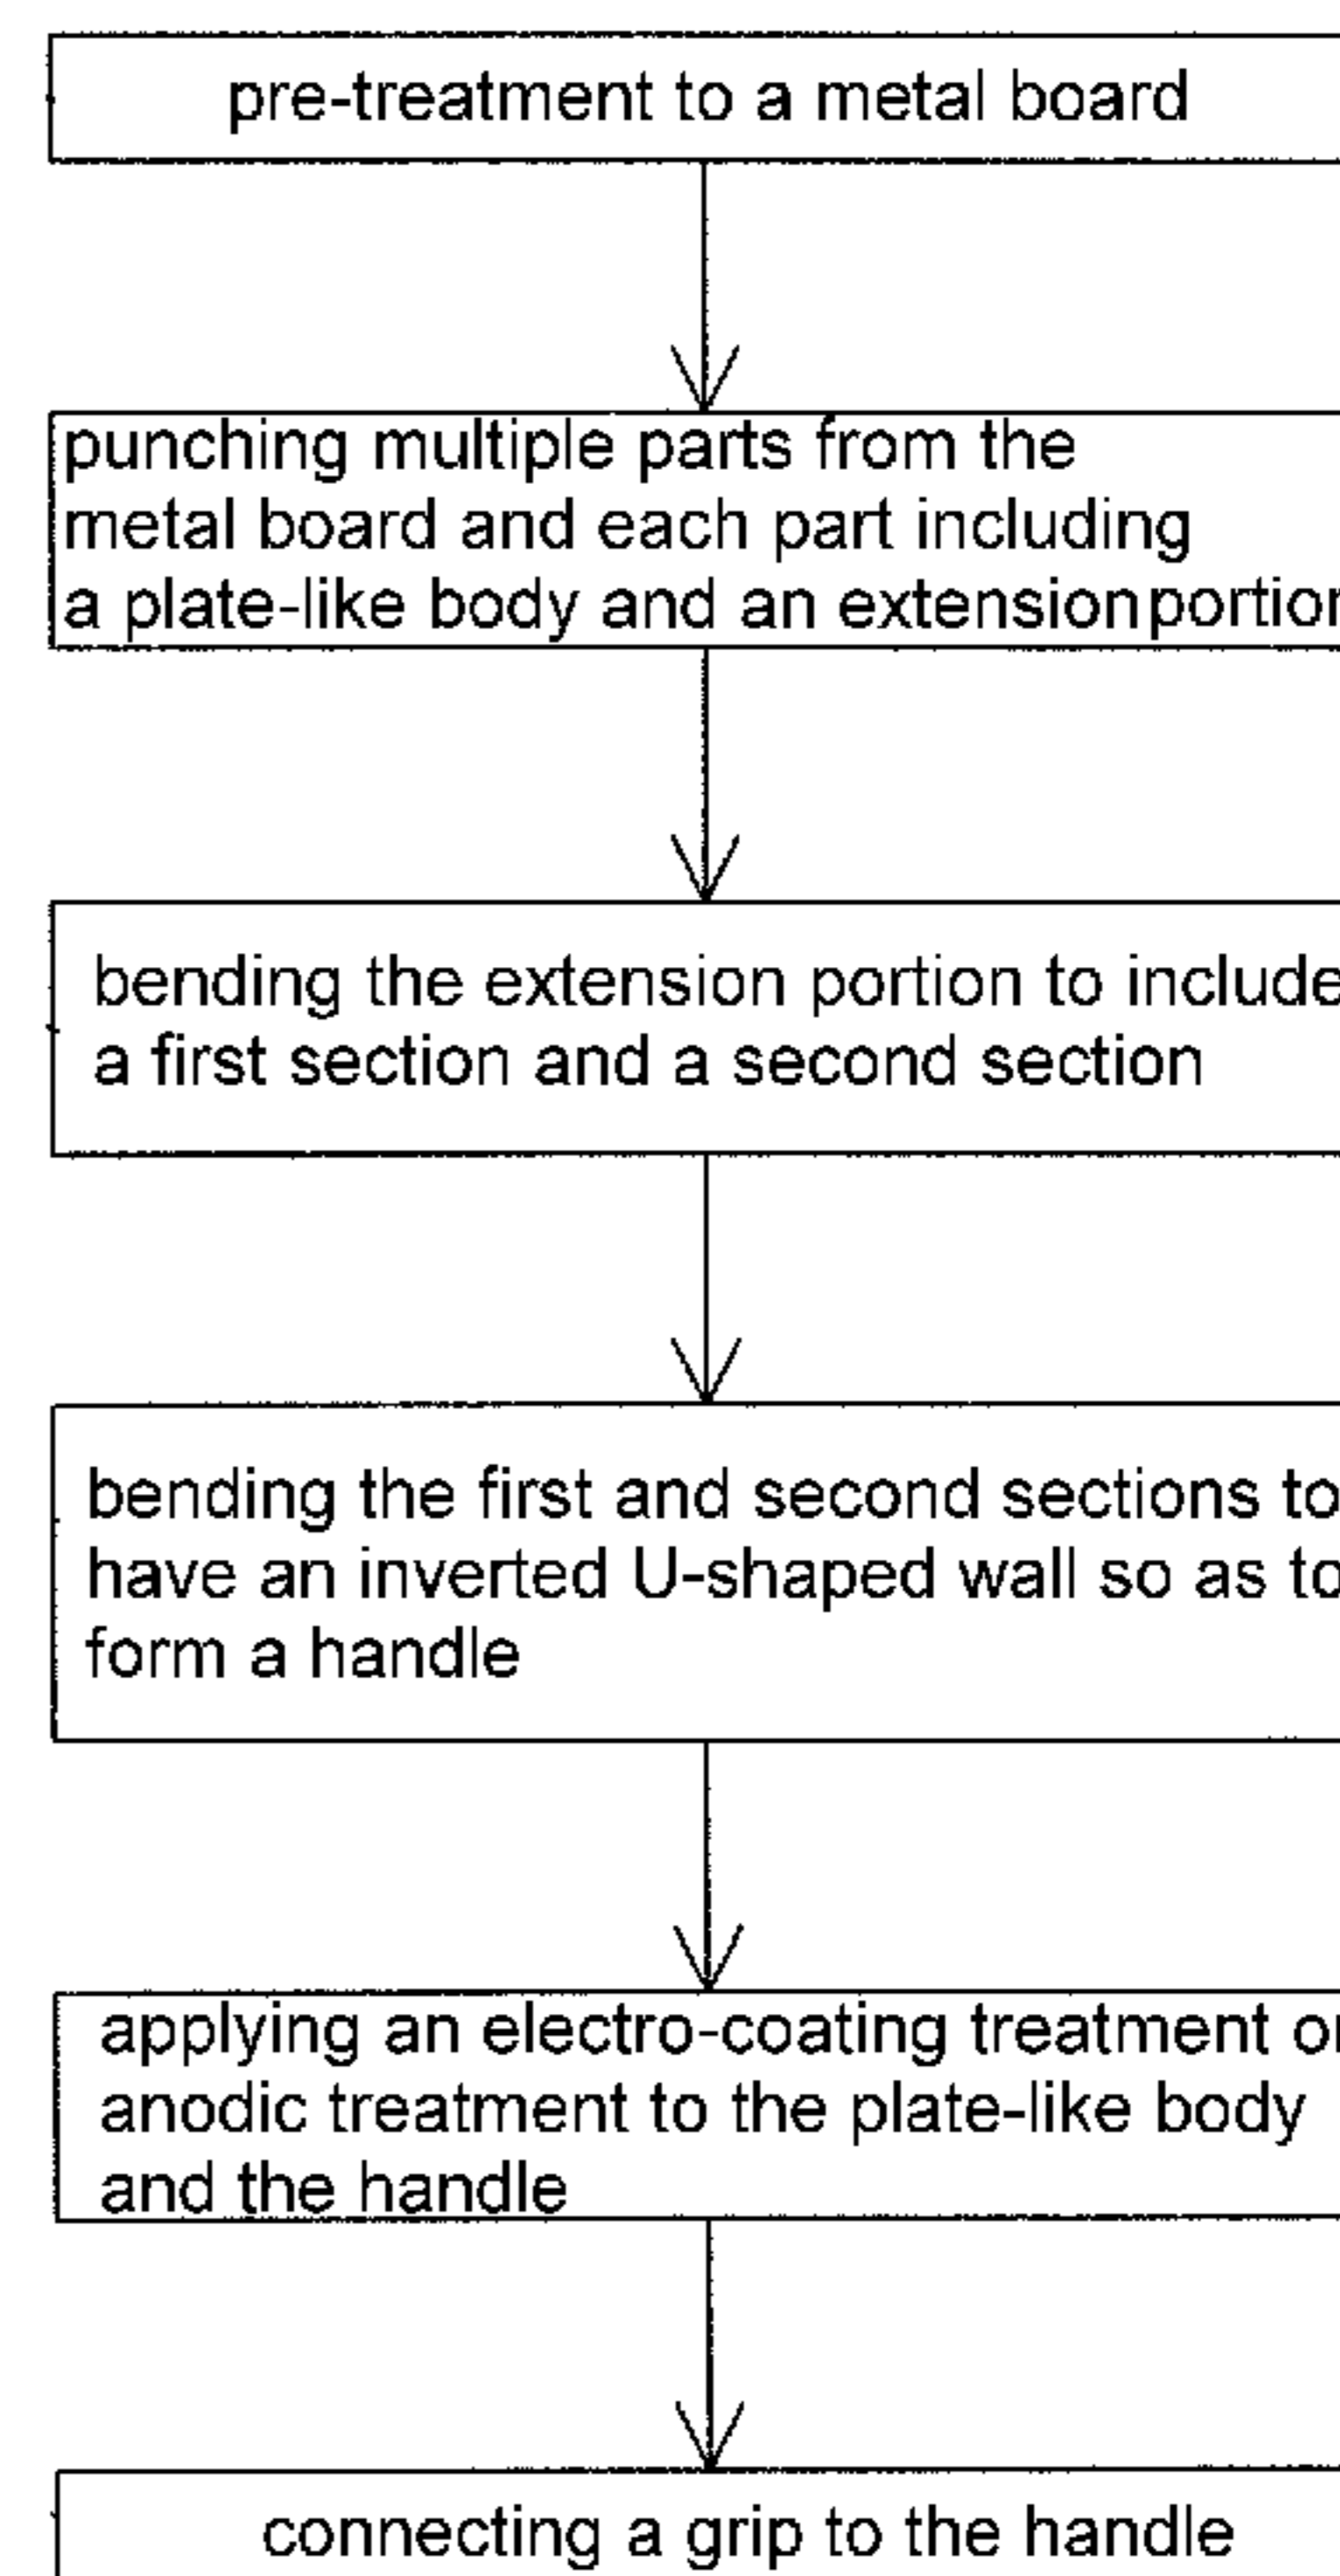 pre-treatment to a metal board
punching multiple parts from the
metal board and each part including
a plate-like body and an extension portion
bending the extension portion to include
a first section and a second section
bending the first and second sections to
have an inverted U-shaped wall so as to
form a handle
applying an electro-coating treatment or
anodic treatment to the plate-like body
and the handle
connecting a grip to the handle